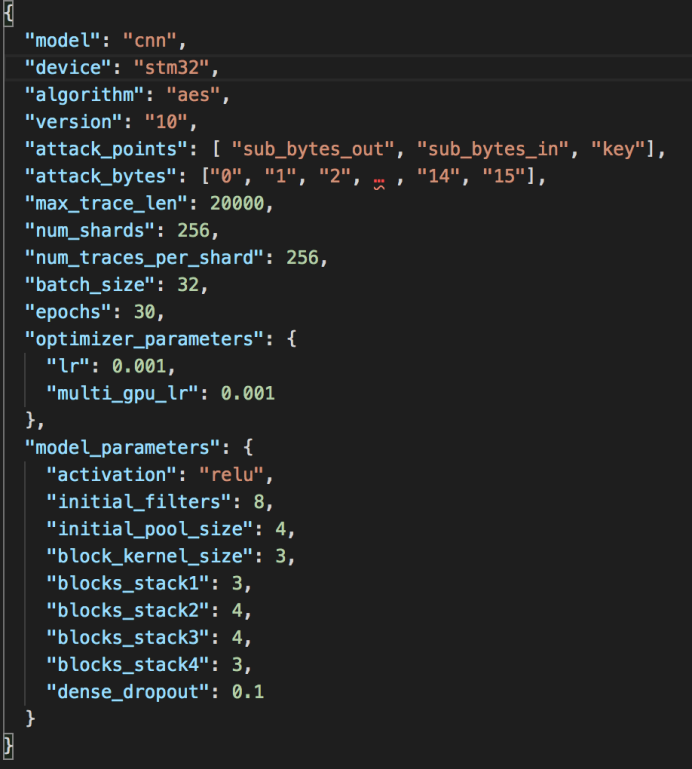 {
"model": "cnn",
"device": "stm32",
"algorithm": "aes",
"version": "10",
"attack_points": [ "sub_bytes_out", "sub_bytes_in", "key"],
"attack_bytes": ["0", "1", "2", … , "14", "15"],
"max_trace_len": 20000,
"num_shards": 256,
"num_traces_per_shard": 256,
"batch_size": 32,
"epochs": 30,
"optimizer_parameters": {
"lr": 0.001,
"multi_gpu_lr": 0.001
},
"model_parameters": {
"activation": "relu",
"initial_filters": 8,
"initial_pool_size": 4,
"block_kernel_size": 3,
"blocks_stack1": 3,
"blocks_stack2": 4,
"blocks_stack3": 4,
"blocks_stack4": 3,
"dense_dropout": 0.1
}
}